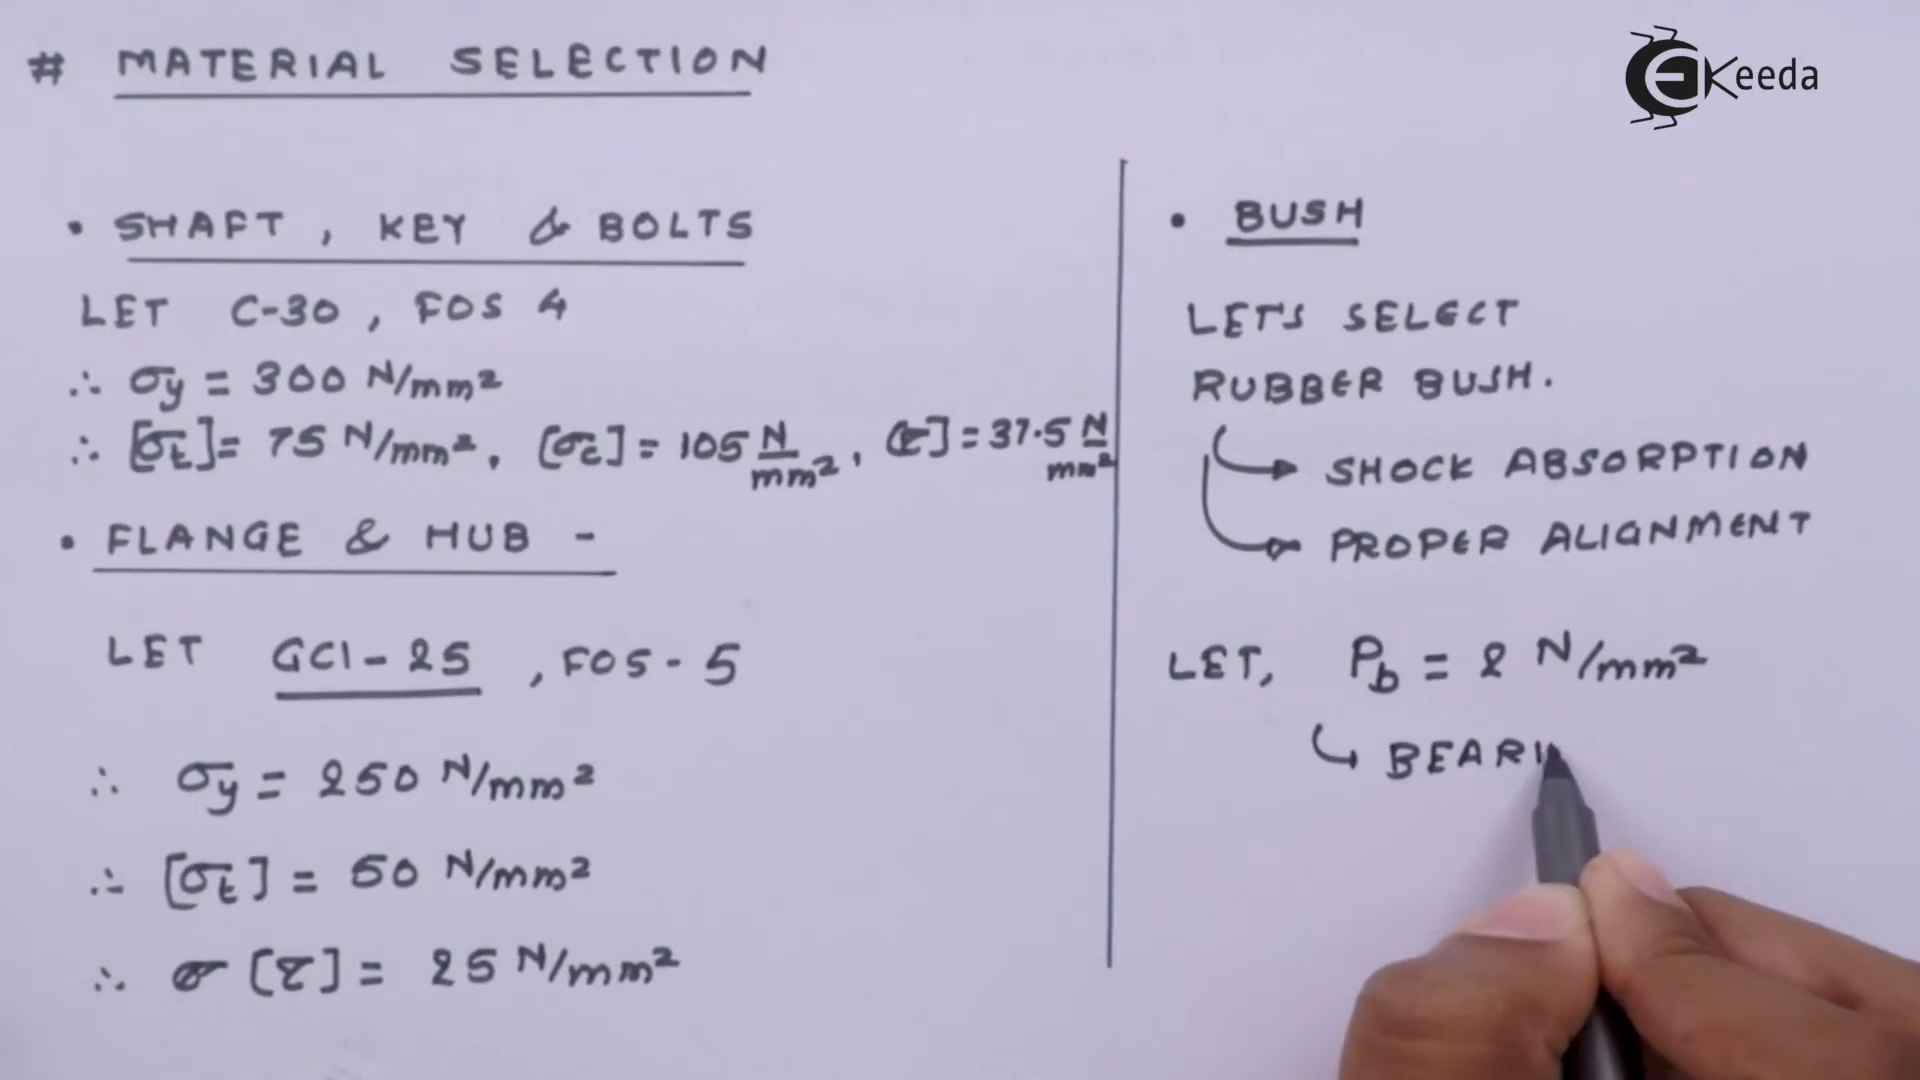 # MATERIAL SELECTION
eKeeda
• SHAFT, KEY & BOLTS
LET C-30, FOS 4
∴ σy = 300 N/mm²
∴ [σt] = 75 N/mm², [σc] = 105 N/mm², [τ] = 37.5 N/mm²
• FLANGE & HUB -
LET GCI-25, FOS-5
∴ σy = 250 N/mm²
∴ [σt] = 50 N/mm²
∴ [τ] = 25 N/mm²
• BUSH
LET'S SELECT
RUBBER BUSH.
→ SHOCK ABSORPTION
→ PROPER ALIGNMENT
LET, Pb = 2 N/mm²
↪ BEARI